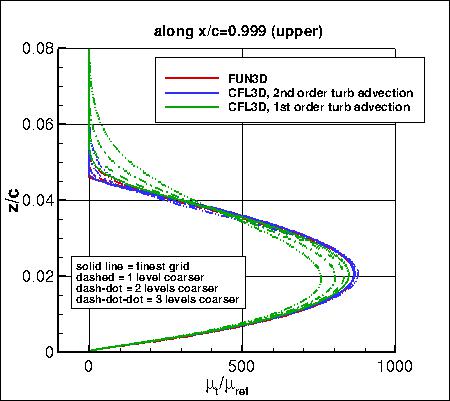 along x/c=0.999 (upper)
FUN3D
CFL3D, 2nd order turb advection
CFL3D, 1st order turb advection
0.08
0.06
0.04
0.02
0
z/c
solid line = finest grid
dashed = 1 level coarser
dash-dot = 2 levels coarser
dash-dot-dot = 3 levels coarser
0 500 1000
μt/μref